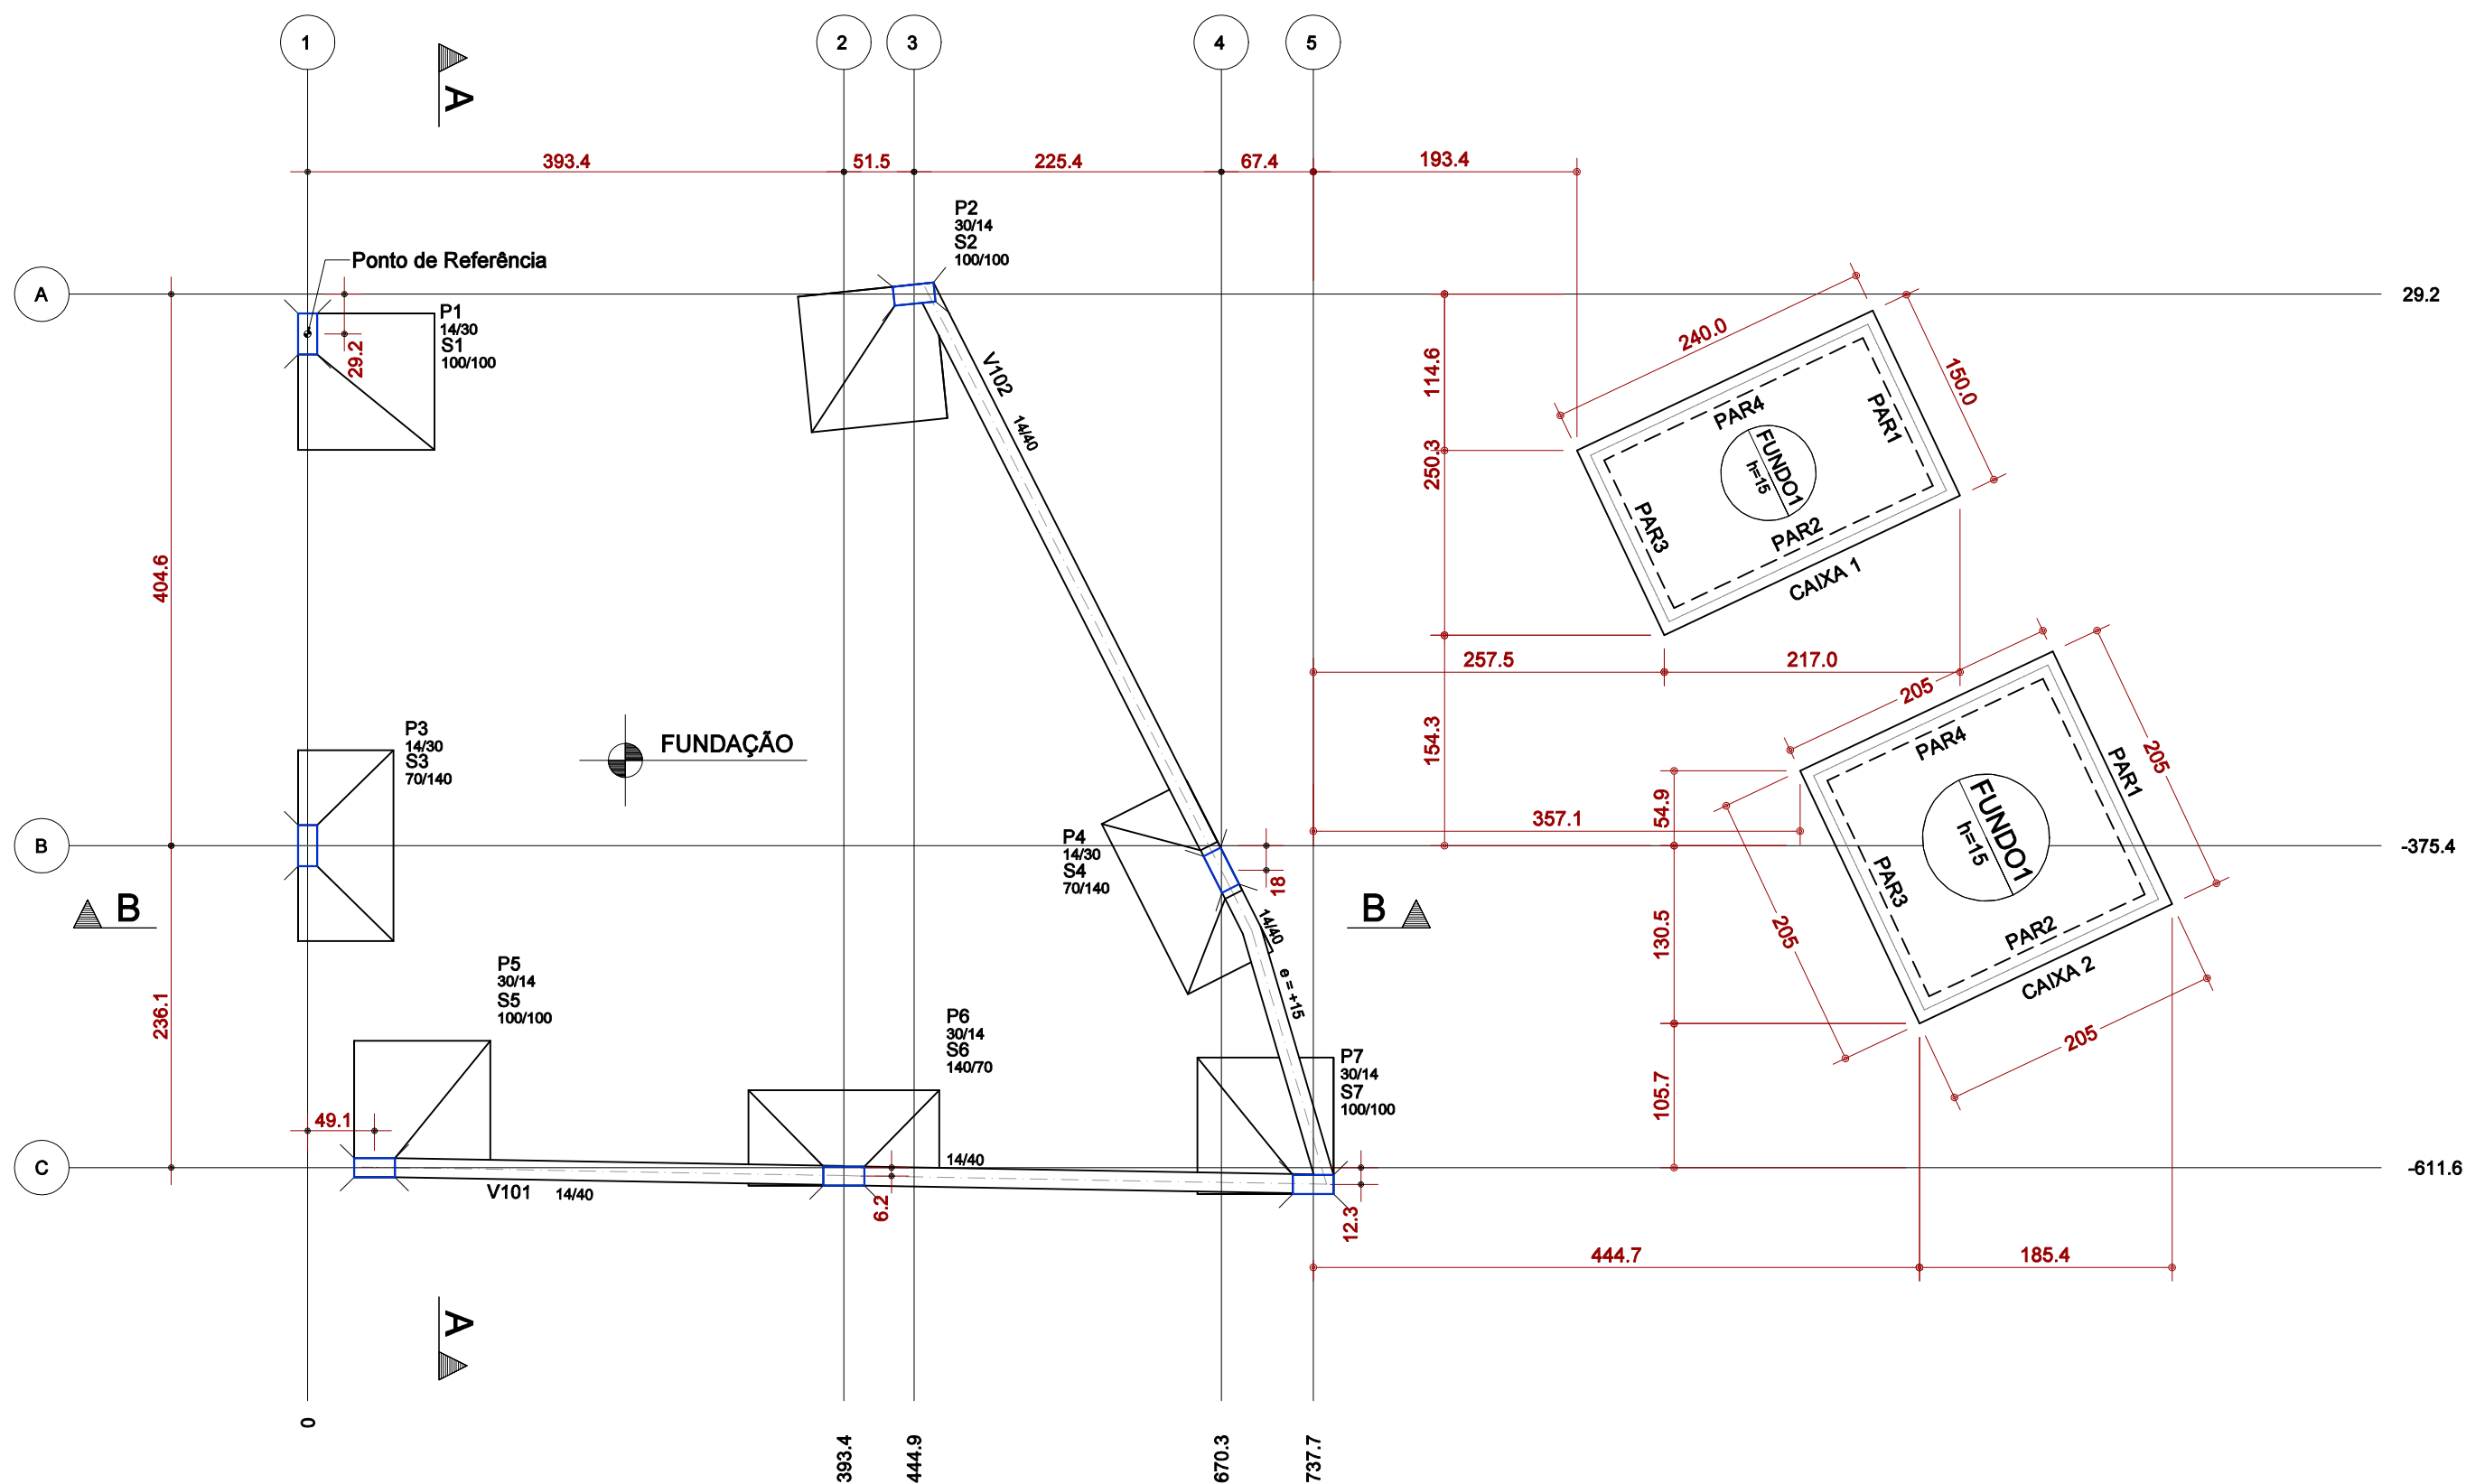 1
2
3
4
5
A
393.4
51.5
225.4
67.4
193.4
P2
30/14
S2
100/100
Ponto de Referência
A
29.2
P1
14/30
S1
100/100
29.2
V102
14/40
114.6
250.3
240.0
150.0
PAR4
PAR1
FUNDO1
h=15
PAR3
PAR2
CAIXA 1
404.6
257.5
217.0
205
154.3
P3
14/30
S3
70/140
FUNDAÇÃO
PAR4
PAR1
205
54.9
357.1
FUNDO1
h=15
P4
14/30
S4
70/140
B
-375.4
18
PAR3
B
B
14/40
205
PAR2
130.5
CAIXA 2
P5
30/14
S5
100/100
e = +15
236.1
P6
30/14
S6
140/70
P7
30/14
S7
100/100
205
105.7
49.1
C
14/40
-611.6
V101
14/40
6.2
12.3
444.7
185.4
A
0
393.4
444.9
670.3
7137.7